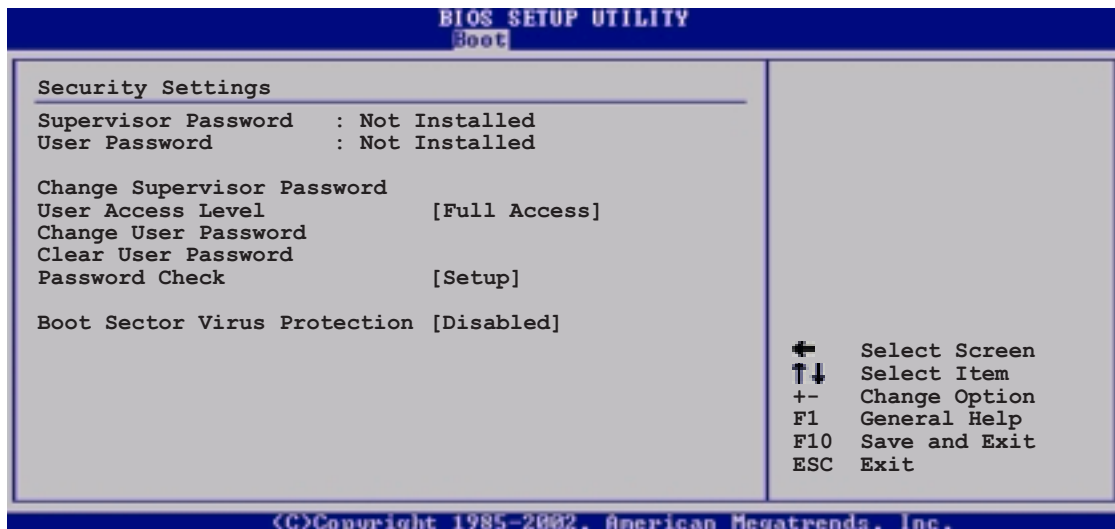 BIOS SETUP UTILITY
Boot
Security Settings
Supervisor Password : Not Installed
User Password : Not Installed
Change Supervisor Password
User Access Level [Full Access]
Change User Password
Clear User Password
Password Check [Setup]
Boot Sector Virus Protection [Disabled]
← Select Screen
↑↓ Select Item
+- Change Option
F1 General Help
F10 Save and Exit
ESC Exit
(C)Copyright 1985-2002, American Megatrends, Inc.